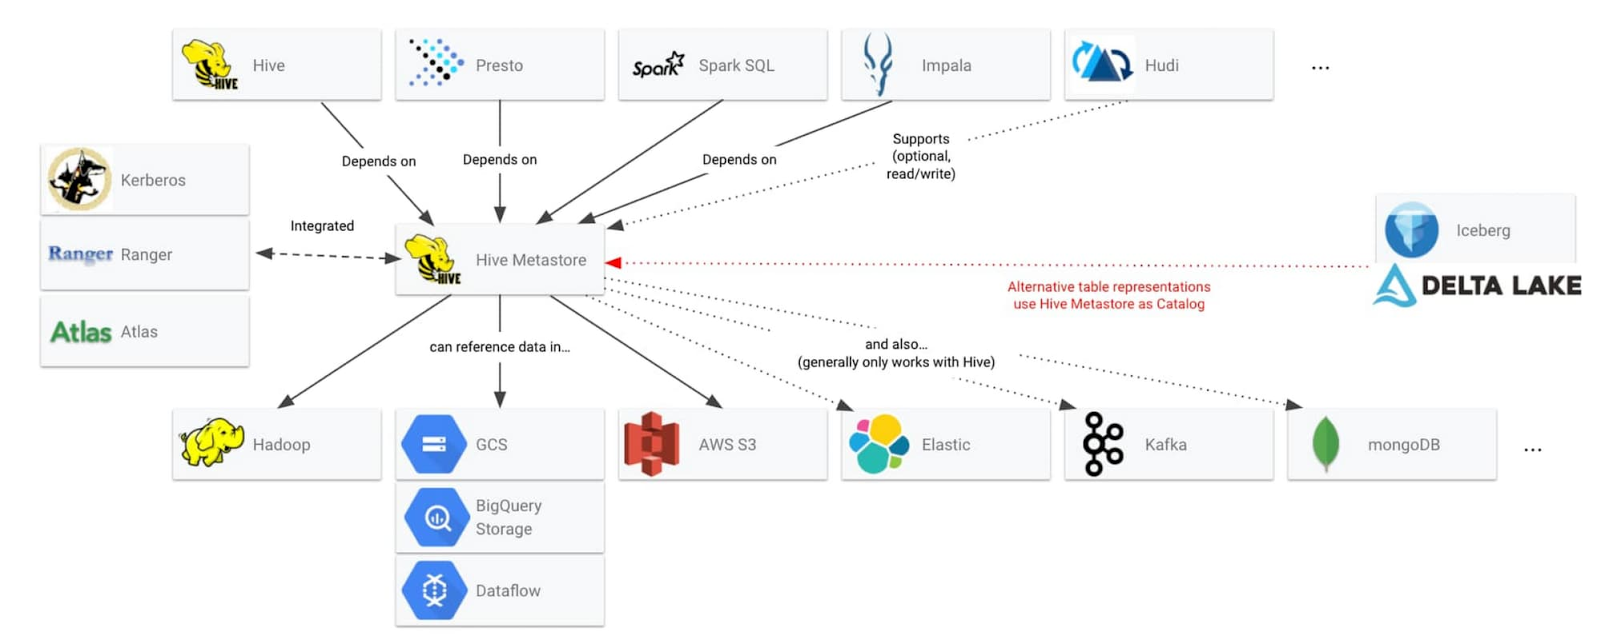 HIVE
Hive
Presto
Spark
Spark SQL
Impala
Hudi
...
Depends on
Depends on
Depends on
Supports
(optional,
read/write)
Kerberos
Ranger
Ranger
Atlas
Atlas
Integrated
HIVE
Hive Metastore
Iceberg
DELTA LAKE
Alternative table representations
use Hive Metastore as Catalog
can reference data in...
and also...
(generally only works with Hive)
Hadoop
GCS
AWS S3
Elastic
Kafka
mongoDB
...
BigQuery
Storage
Dataflow